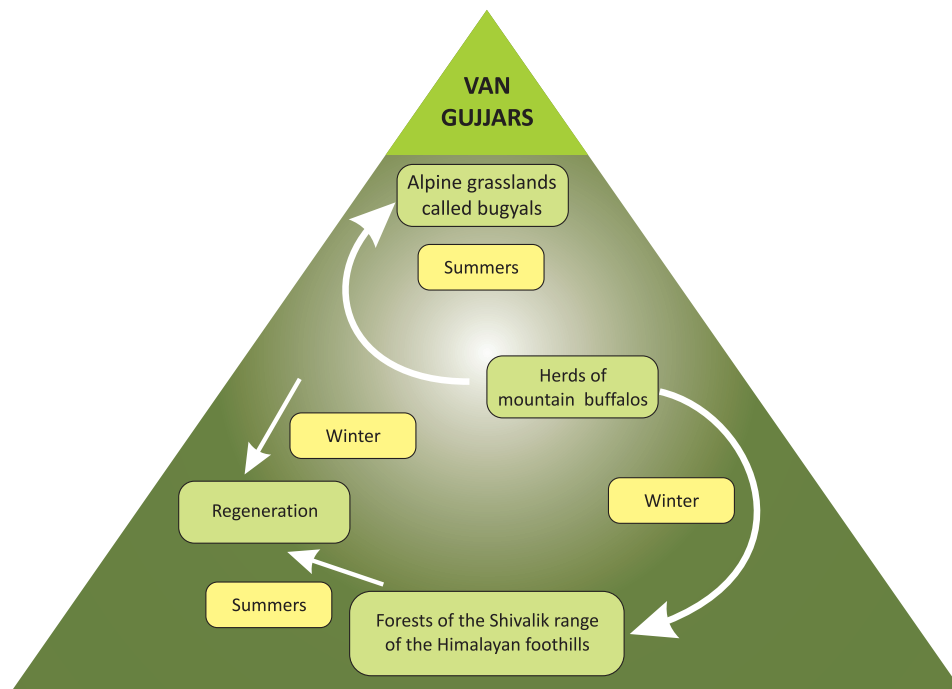 VAN
GUJJARS
Alpine grasslands
called bugyals
Summers
Herds of
mountain buffalos
Winter
Winter
Regeneration
Summers
Forests of the Shivalik range
of the Himalayan foothills